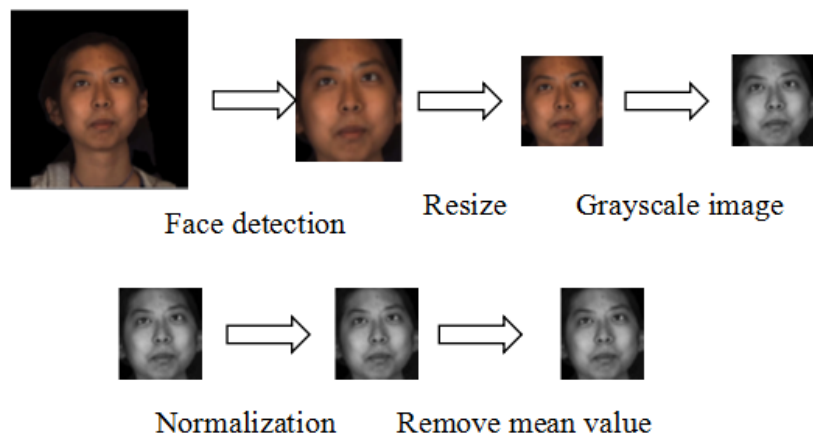 Face detection
Resize
Grayscale image
Normalization
Remove mean value